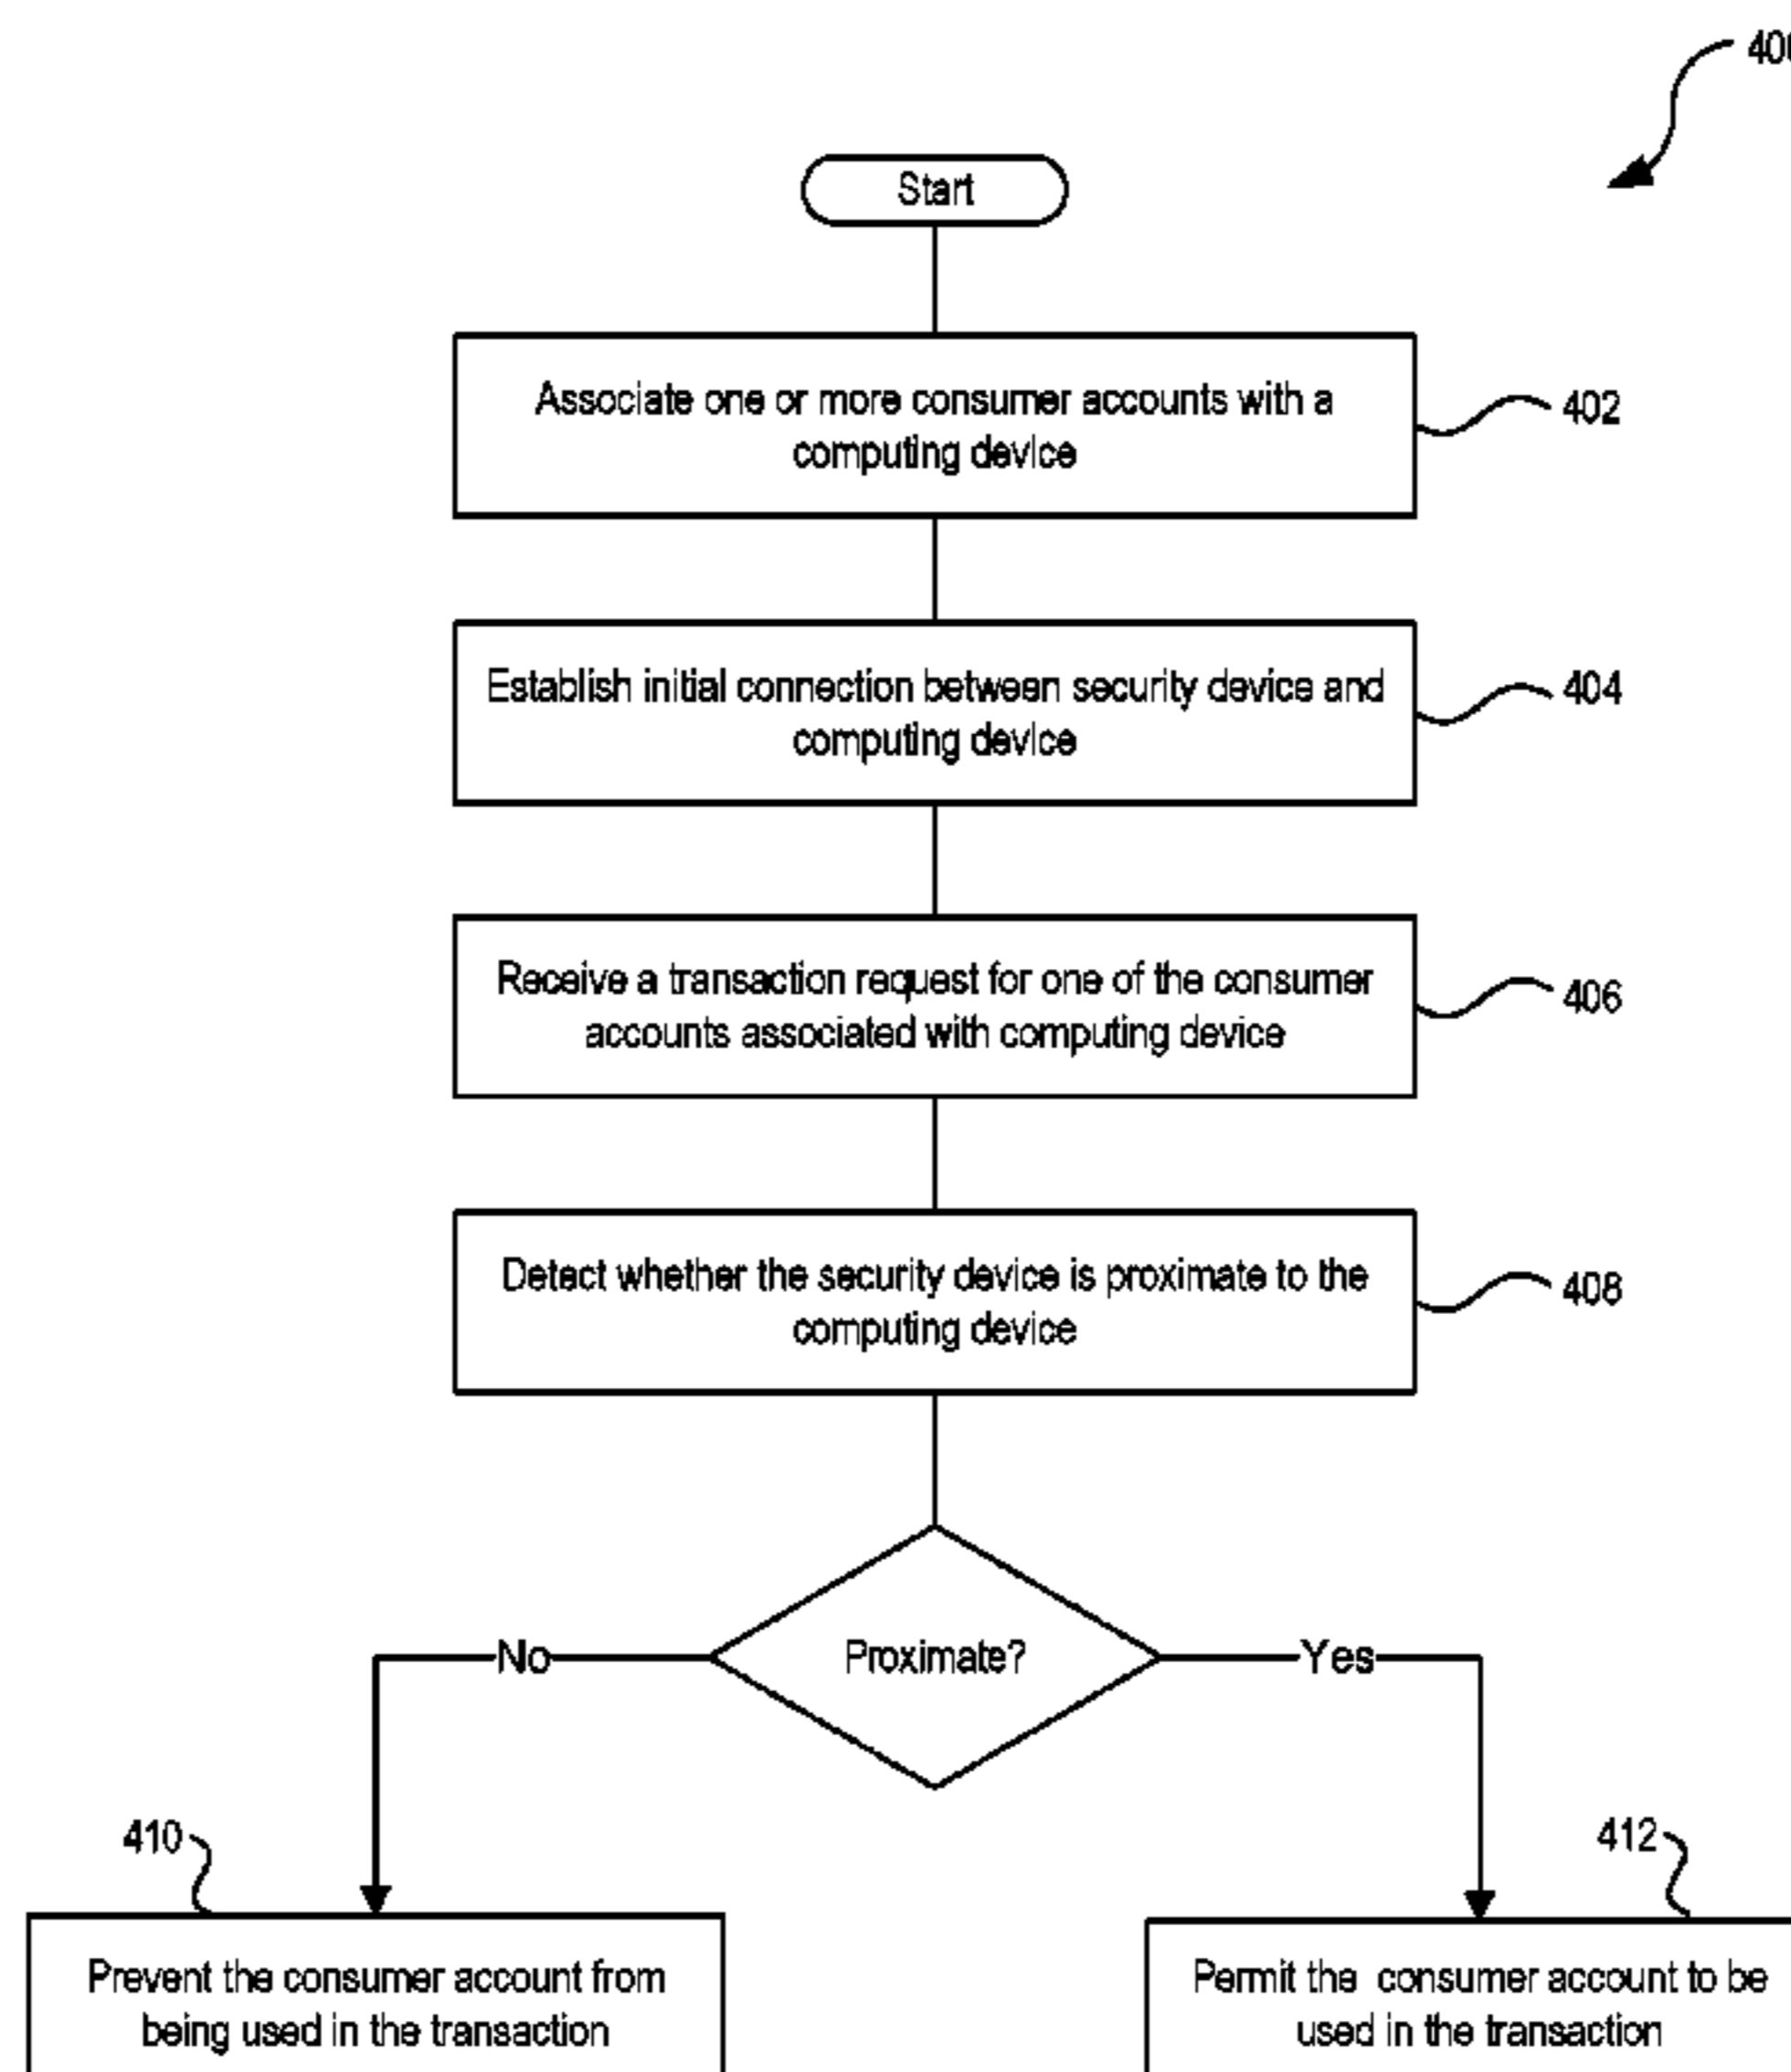 Start
Associate one or more consumer accounts with a
computing device
402
Establish initial connection between security device and
computing device
404
Receive a transaction request for one of the consumer
accounts associated with computing device
406
Detect whether the security device is proximate to the
computing device
408
Proximate?
No
Yes
410
412
Prevent the consumer account from
being used in the transaction
Permit the consumer account to be
used in the transaction